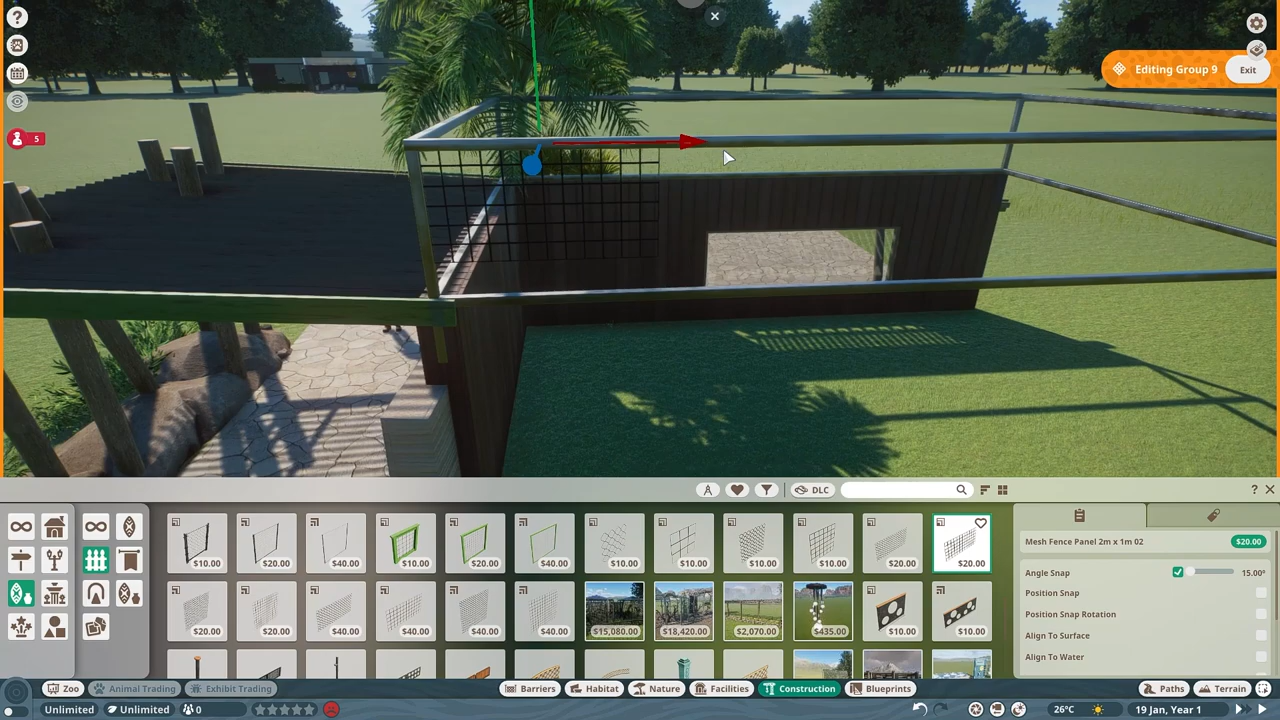 ?
Editing Group 9
Exit
5
DLC
? ×
$10.00 $20.00 $40.00 $10.00 $20.00 $40.00 $10.00 $10.00 $10.00 $10.00 $20.00 $20.00
$20.00 $20.00 $40.00 $40.00 $40.00 $40.00 $15,080.00 $18,420.00 $2,070.00 $435.00 $10.00 $10.00
Mesh Fence Panel 2m x 1m 02 $20.00
Angle Snap 15.00°
Position Snap
Position Snap Rotation
Align To Surface
Align To Water
Zoo Animal Trading Exhibit Trading Barriers Habitat Nature Facilities Construction Blueprints Paths Terrain
Unlimited Unlimited 0 26°C 19 Jan, Year 1